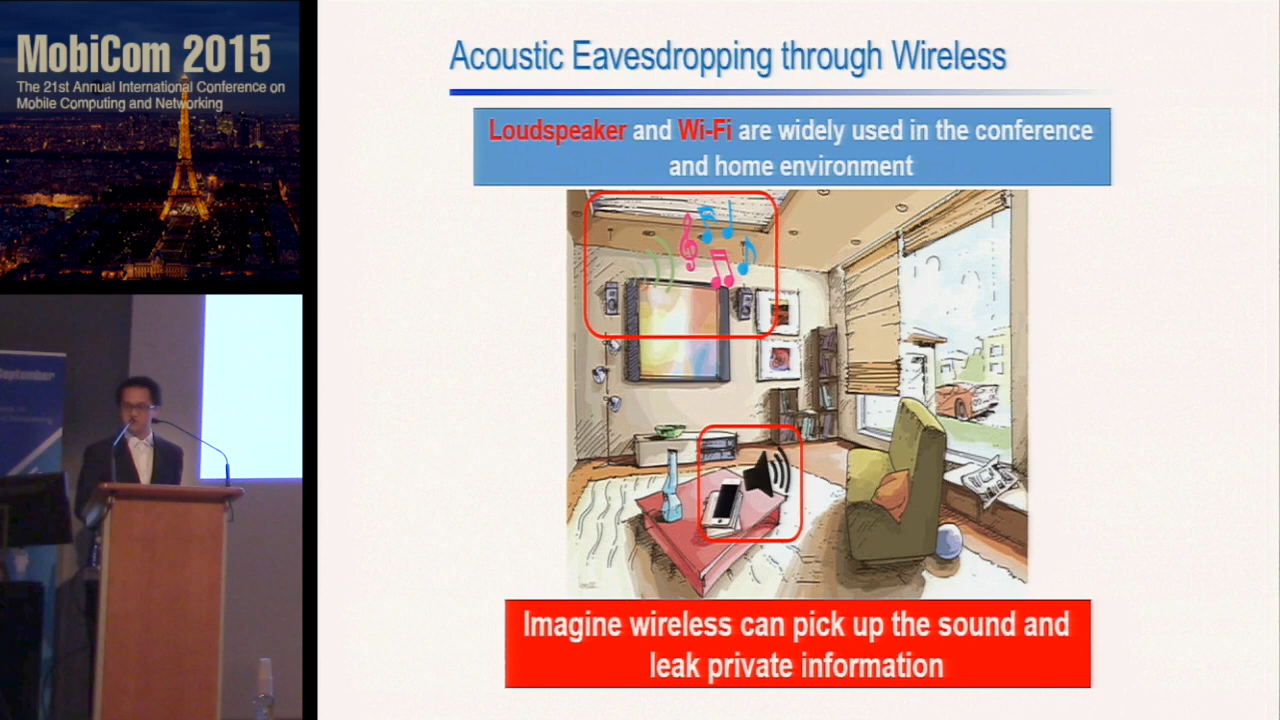 MobiCom 2015
The 21st Annual International Conference on
Mobile Computing and Networking
September
Acoustic Eavesdropping through Wireless
Loudspeaker and Wi-Fi are widely used in the conference
and home environment
Imagine wireless can pick up the sound and
leak private information